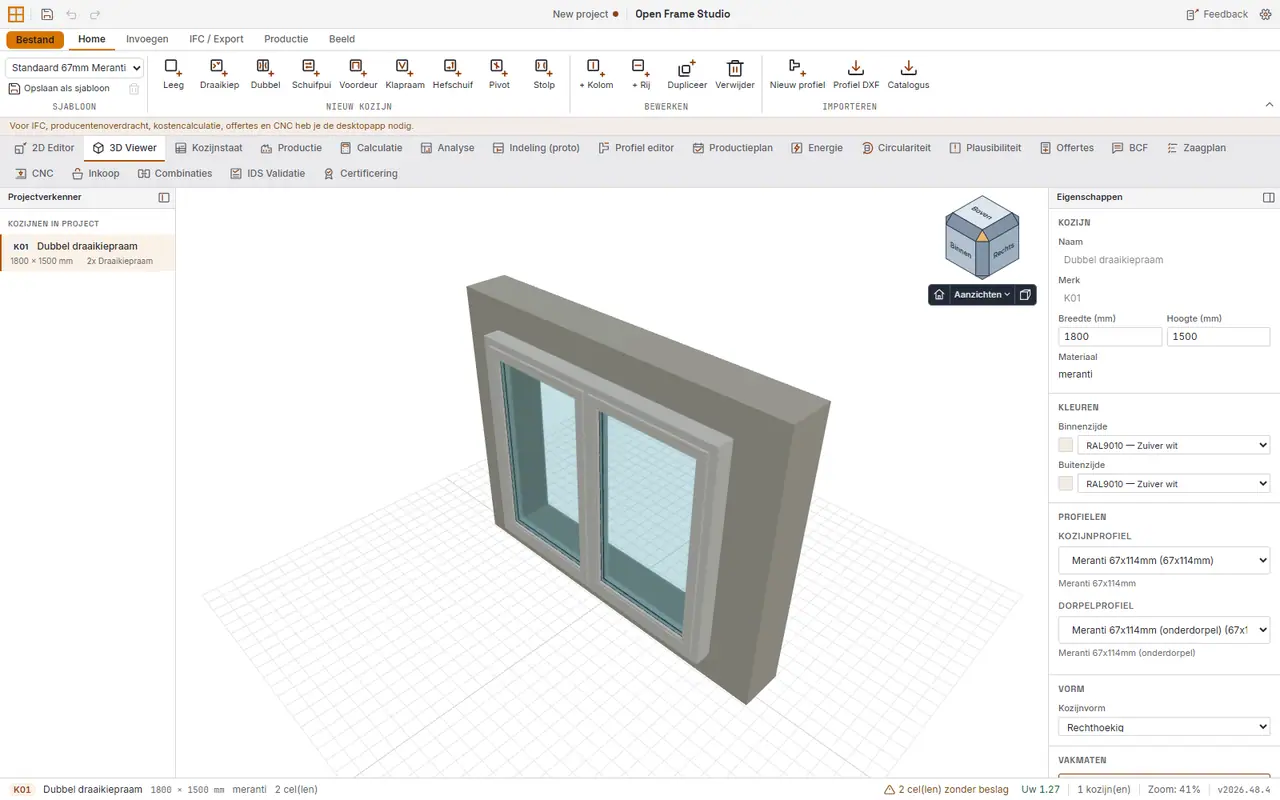 New project • Open Frame Studio
Feedback
Bestand Home Invoegen IFC / Export Productie Beeld
Standaard 67mm Meranti
Opslaan als sjabloon
SJABLOON
Leeg Draaikiep Dubbel Schuifpui Voordeur Klapraam Hefschuif Pivot Stolp
NIEUW KOZIJN
+ Kolom + Rij Dupliceer Verwijder
BEWERKEN
Nieuw profiel Profiel DXF Catalogus
IMPORTEREN
Voor IFC, producentenoverdracht, kostencalculatie, offertes en CNC heb je de desktopapp nodig.
2D Editor 3D Viewer Kozijnstaat Productie Calculatie Analyse Indeling (proto) Profiel editor Productieplan Energie Circulariteit Plausibiliteit Offertes BCF Zaagplan
CNC Inkoop Combinaties IDS Validatie Certificering
Projectverkenner
KOZIJNEN IN PROJECT
K01 Dubbel draaikiepraam
1800 × 1500 mm 2x Draaikiepraam
Boven
Binnen
Rechts
Aanzichten
Eigenschappen
KOZIJN
Naam
Dubbel draaikiepraam
Merk
K01
Breedte (mm) Hoogte (mm)
1800 1500
Materiaal
meranti
KLEUREN
Binnenzijde
RAL9010 — Zuiver wit
Buitenzijde
RAL9010 — Zuiver wit
PROFIELEN
KOZIJNPROFIEL
Meranti 67x114mm (67x114mm)
Meranti 67x114mm
DORPELPROFIEL
Meranti 67x114mm (onderdorpel) (67x1
Meranti 67x114mm (onderdorpel)
VORM
Kozijnvorm
Rechthoekig
VAKMATEN
K01 Dubbel draaikiepraam 1800 × 1500 mm meranti 2 cel(len)
2 cel(len) zonder beslag Uw 1.27 1 kozijn(en) Zoom: 41% v2026.48.4